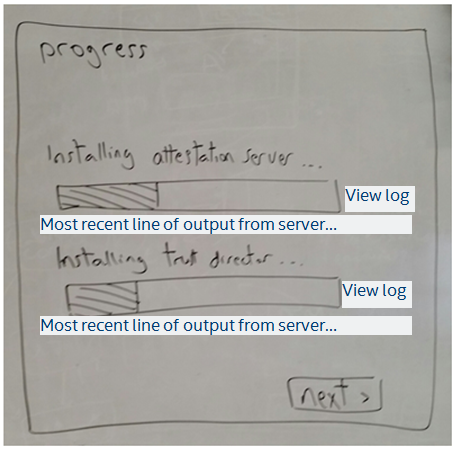 progress
Installing attestation server...
View log
Most recent line of output from server...
Installing trust director...
View log
Most recent line of output from server...
next >